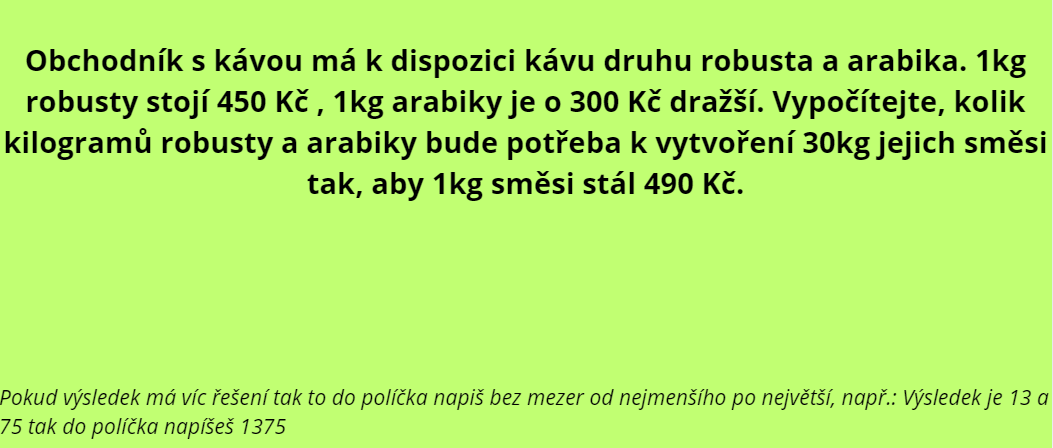 Obchodník s kávou má k dispozici kávu druhu robusta a arabika. 1kg
robusty stojí 450 Kč , 1kg arabiky je o 300 Kč dražší. Vypočítejte, kolik
kilogramů robusty a arabiky bude potřeba k vytvoření 30kg jejich směsi
tak, aby 1kg směsi stál 490 Kč.
Pokud výsledek má víc řešení tak to do políčka napiš bez mezer od nejmenšího po největší, např.: Výsledek je 13 a
75 tak do políčka napíšeš 1375